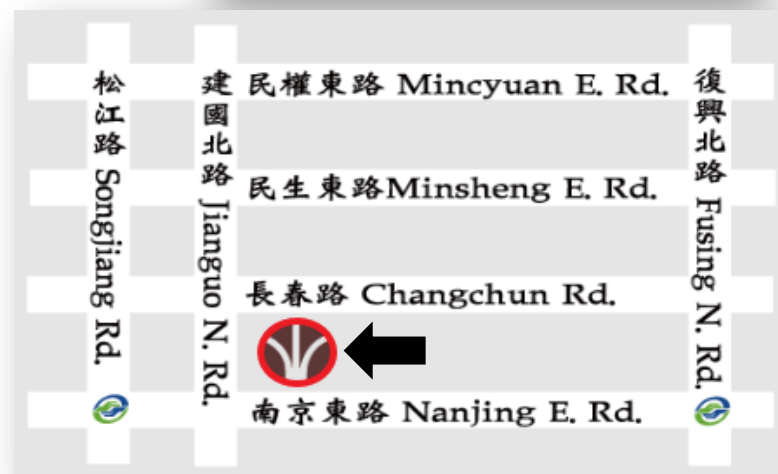 松江路 Songjiang Rd.
建國北路 Jianguo N. Rd.
民權東路 Mincyuan E. Rd.
民生東路Minsheng E. Rd.
長春路 Changchun Rd.
南京東路 Nanjing E. Rd.
復興北路 Fusing N. Rd.